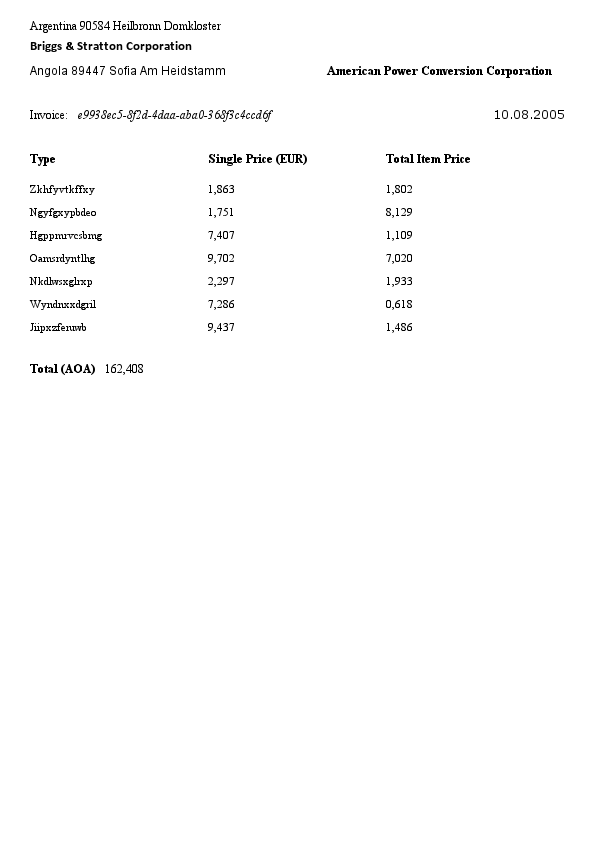 Argentina 90584 Heilbronn Domkloster
Briggs & Stratton Corporation
Angola 89447 Sofia Am Heidstamm American Power Conversion Corporation
Invoice: e9938ec5-8f2d-4daa-aba0-368f3c4ccd6f 10.08.2005
Type Single Price (EUR) Total Item Price
Zkhfyvtkffxy 1,863 1,802
Ngyfgxypbdeo 1,751 8,129
Hgppmrvcsbmg 7,407 1,109
Oamsrdyntlhg 9,702 7,020
Nkdlwsxglrxp 2,297 1,933
Wyndnxxdgril 7,286 0,618
Jiipxzferuwb 9,437 1,486
Total (AOA) 162,408